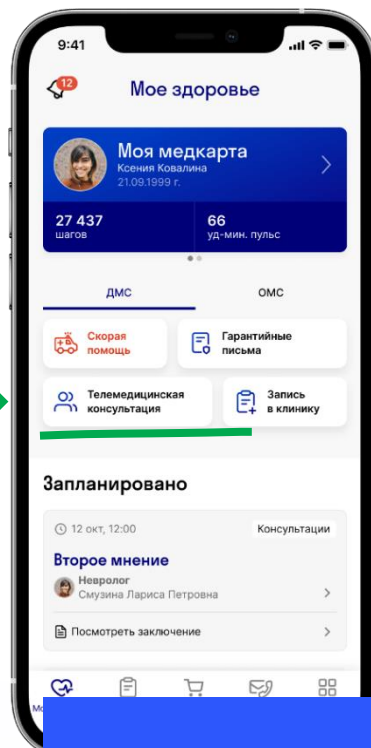 9:41
12
Мое здоровье
Моя медкарта
Ксения Ковалина
21.09.1999 г.
27 437
шагов
66
уд-мин. пульс
ДМС
ОМС
Скорая
помощь
Гарантийные
письма
Телемедицинская
консультация
Запись
в клинику
Запланировано
12 окт, 12:00
Консультации
Второе мнение
Невролог
Смузина Лариса Петровна
Посмотреть заключение